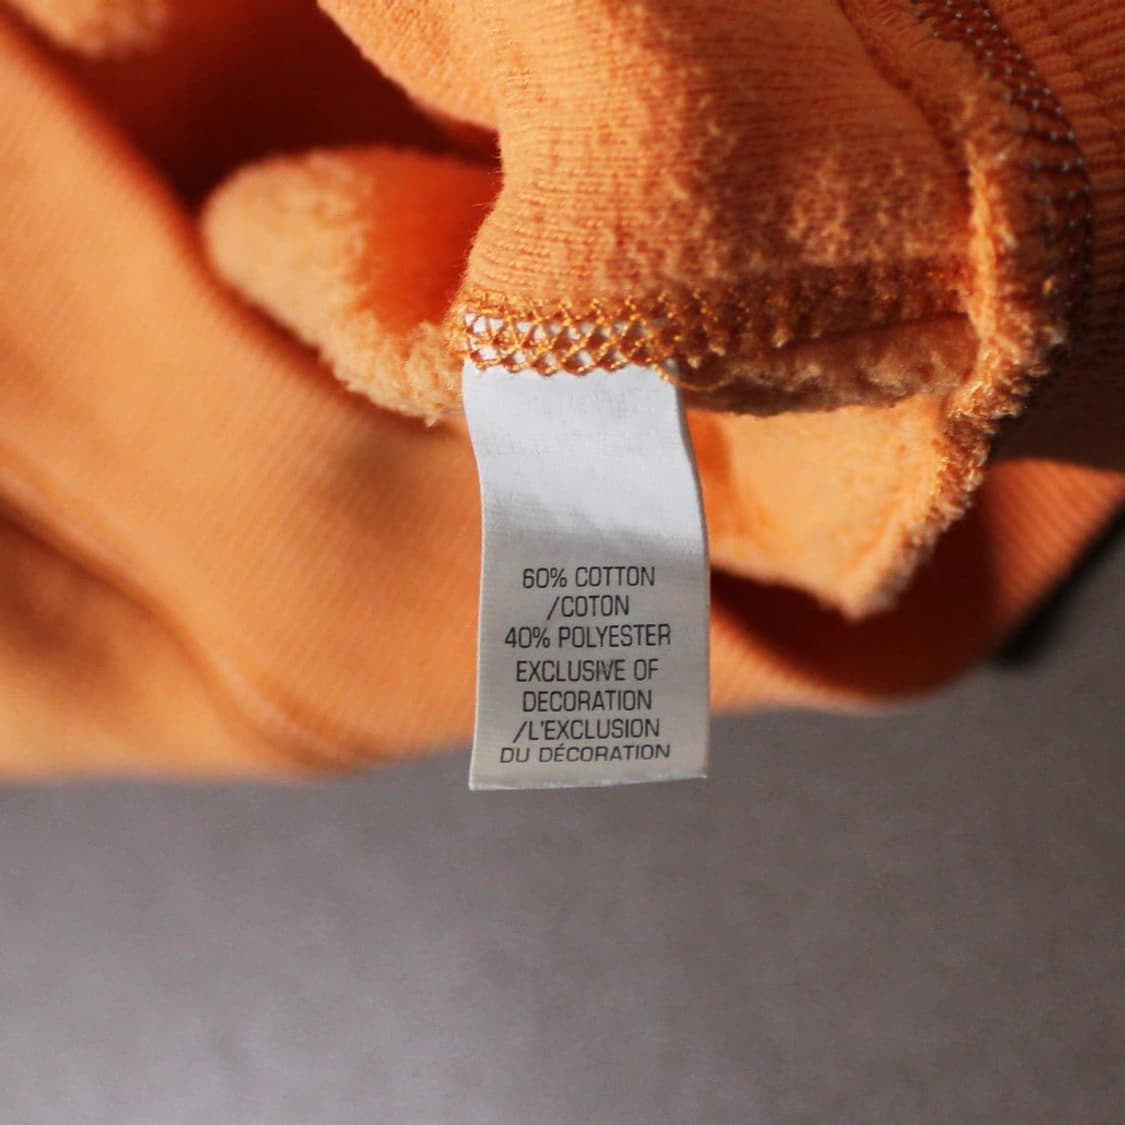 60% COTTON
/COTON
40% POLYESTER
EXCLUSIVE OF
DECORATION
/L'EXCLUSION
DU DÉCORATION